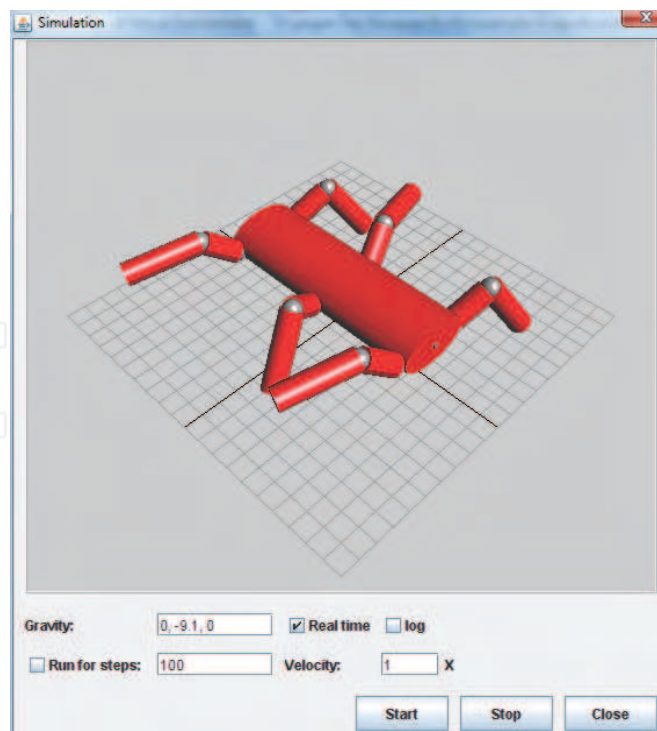 Simulation
Gravity: 0, -9.1, 0 Real time log
Run for steps: 100 Velocity: 1 X
Start Stop Close